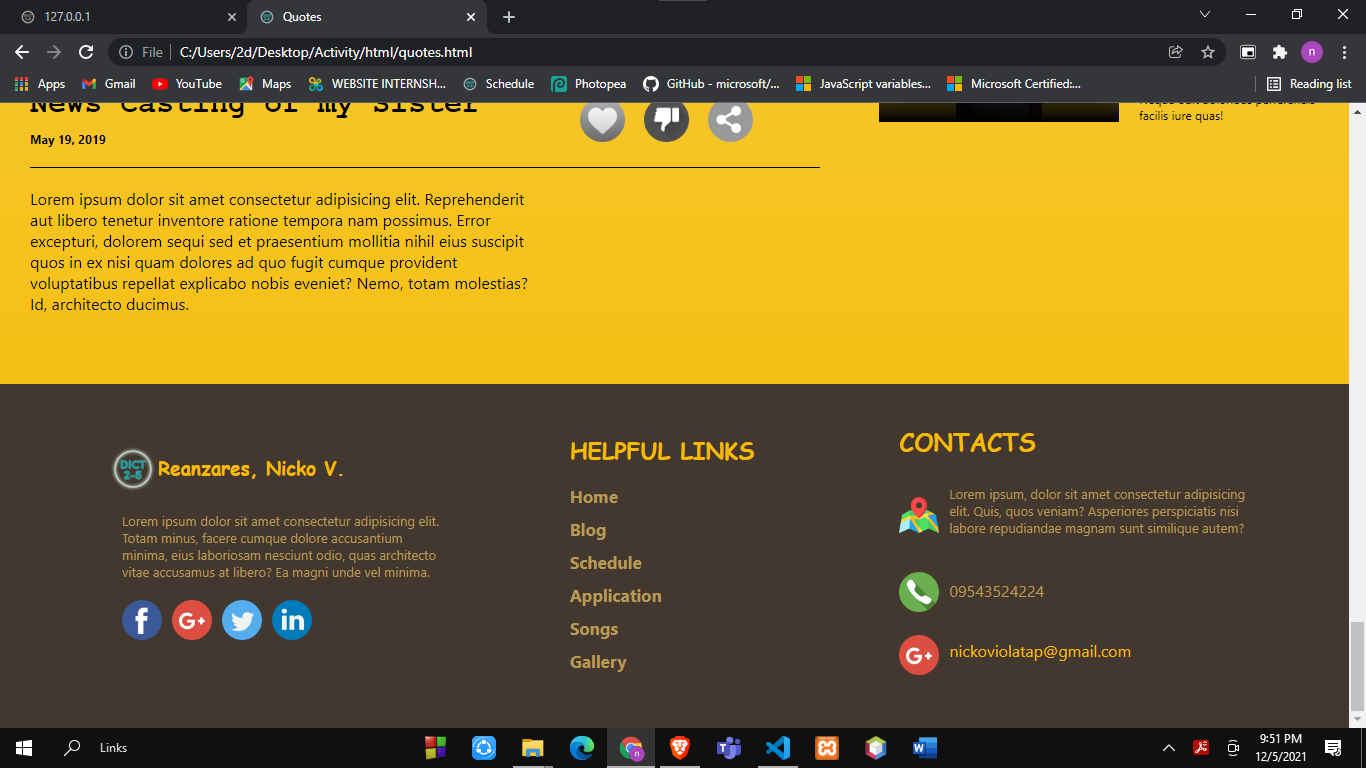 127.0.0.1
Quotes
File
C:/Users/2d/Desktop/Activity/html/quotes.html
n
Apps
Gmail
YouTube
Maps
WEBSITE INTERNSH...
Schedule
Photopea
GitHub - microsoft/...
JavaScript variables...
Microsoft Certified:...
Reading list
News Casting of my Sister
May 19, 2019
facilis iure quas!
Lorem ipsum dolor sit amet consectetur adipisicing elit. Reprehenderit
aut libero tenetur inventore ratione tempora nam possimus. Error
excepturi, dolorem sequi sed et praesentium mollitia nihil eius suscipit
quos in ex nisi quam dolores ad quo fugit cumque provident
voluptatibus repellat explicabo nobis eveniet? Nemo, totam molestias?
Id, architecto ducimus.
DICT
2-5
Reanzares, Nicko V.
Lorem ipsum dolor sit amet consectetur adipisicing elit.
Totam minus, facere cumque dolore accusantium
minima, eius laboriosam nesciunt odio, quas architecto
vitae accusamus at libero? Ea magni unde vel minima.
HELPFUL LINKS
Home
Blog
Schedule
Application
Songs
Gallery
CONTACTS
Lorem ipsum, dolor sit amet consectetur adipisicing
elit. Quis, quos veniam? Asperiores perspiciatis nisi
labore repudiandae magnam sunt similique autem?
09543524224
nickoviolatap@gmail.com
Links
9:51 PM
12/5/2021